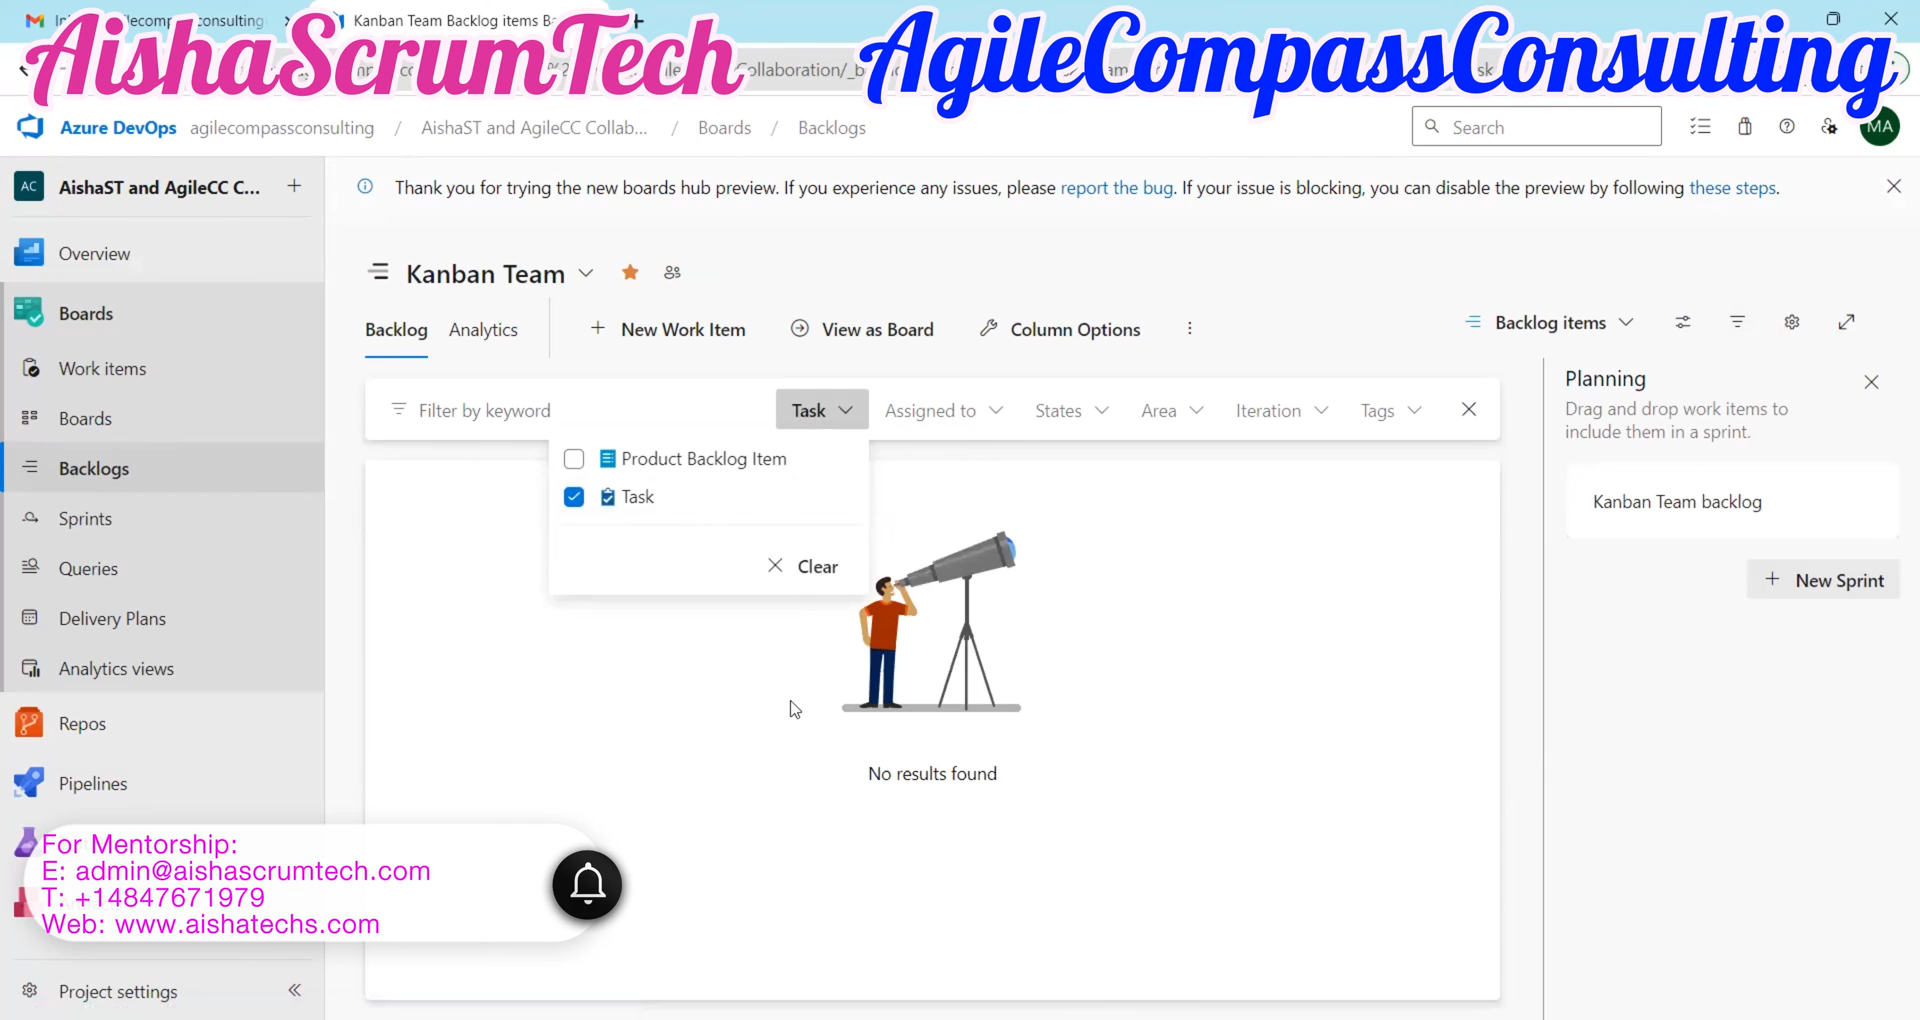 Kanban Team Backlog items Ba
AishaScrumTech
AgileCompassConsulting
Azure DevOps agilecompassconsulting / AishaST and AgileCC Collab... / Boards / Backlogs
Search
MA
AC AishaST and AgileCC C... +
Thank you for trying the new boards hub preview. If you experience any issues, please report the bug. If your issue is blocking, you can disable the preview by following these steps.
Overview
Boards
Work items
Boards
Backlogs
Sprints
Queries
Delivery Plans
Analytics views
Repos
Pipelines
Project settings
Kanban Team
Backlog Analytics + New Work Item View as Board Column Options
Backlog items
Filter by keyword Task Assigned to States Area Iteration Tags
Product Backlog Item
Task
Clear
No results found
Planning
Drag and drop work items to
include them in a sprint.
Kanban Team backlog
+ New Sprint
For Mentorship:
E: admin@aishascrumtech.com
T: +14847671979
Web: www.aishatechs.com